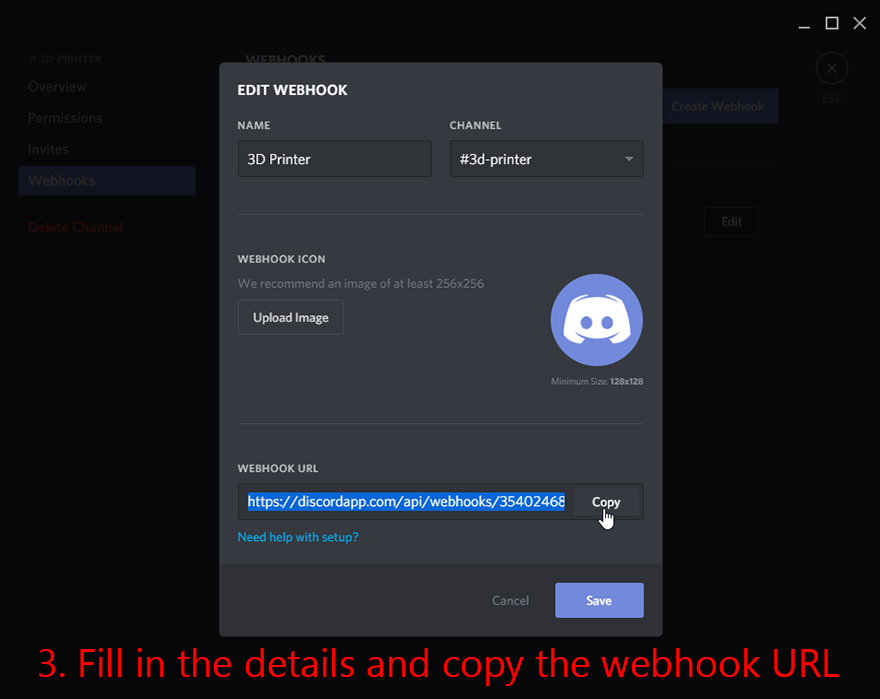 # 3D-PRINTER
WEBHOOKS
Overview
ESC
Create Webhook
Permissions
Invites
Webhooks
Edit
Delete Channel
EDIT WEBHOOK
NAME
CHANNEL
3D Printer
#3d-printer
WEBHOOK ICON
We recommend an image of at least 256x256
Upload Image
Minimum Size: 128x128
WEBHOOK URL
https://discordapp.com/api/webhooks/35402468
Copy
Need help with setup?
Cancel
Save
3. Fill in the details and copy the webhook URL